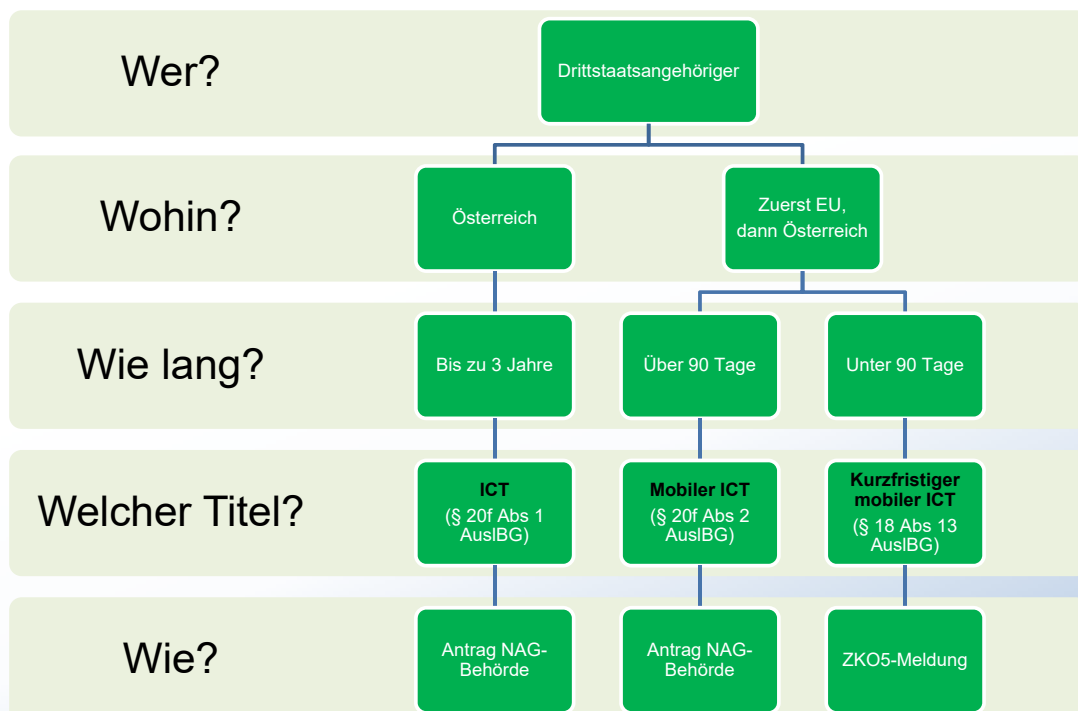 Wer?
Drittstaatsangehöriger
Wohin?
Österreich
Zuerst EU,
dann Österreich
Wie lang?
Bis zu 3 Jahre
Über 90 Tage
Unter 90 Tage
Welcher Titel?
ICT
(§ 20f Abs 1
AuslBG)
Mobiler ICT
(§ 20f Abs 2
AuslBG)
Kurzfristiger
mobiler ICT
(§ 18 Abs 13
AuslBG)
Wie?
Antrag NAG-
Behörde
Antrag NAG-
Behörde
ZKO5-Meldung